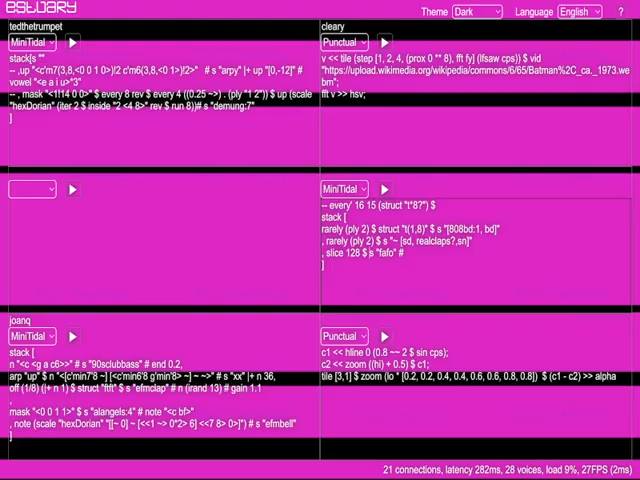 estuary
Theme Dark Language English ?
tedthetrumpet
MiniTidal
stack[s ""
-- ,up "<c'm7(3,8,<0 0 1 0>)!2 c'm6(3,8,<0 1>)!2>" # s "arpy" |+ up "[0,-12]" #
vowel "<e a i u>*3"
-- , mask "<1!14 0 0>" $ every 8 rev $ every 4 ((0.25 ~>) . (ply "1 2")) $ up (scale
"hexDorian" (iter 2 $ inside "2 <4 8>" rev $ run 8))# s "demung:7"
]
cleary
Punctual
v << tile (step [1, 2, 4, (prox 0 ** 8), fft fy] (lfsaw cps)) $ vid
"https://upload.wikimedia.org/wikipedia/commons/6/65/Batman%2C_ca._1973.we
bm";
fft v >> hsv;
MiniTidal
-- every' 16 15 (struct "t*8?") $
stack [
rarely (ply 2) $ struct "t(1,8)" $ s "[808bd:1, bd]"
, rarely (ply 2) $ s "~ [sd, realclaps?,sn]"
, slice 128 $ s "fafo" #
]
joanq
MiniTidal
stack [
n "<c <g a c6>>" # s "90sclubbass" # end 0.2,
arp "up" $ n "<[c'min7'8 ~] [<c'min6'8 g'min'8> ~] ~ ~>" # s "xx" |+ n 36,
off (1/8) (|+ n 1) $ struct "ftft" $ s "efmclap" # n (irand 13) # gain 1.1
,
mask "<0 0 1 1>" $ s "alangels:4" # note "<c bf>"
, note (scale "hexDorian" "[[~ 0] ~ [<<1 ~> 0*2> 6] <<7 8> 0>]") # s "efmbell"
]
Punctual
c1 << hline 0 (0.8 ~~ 2 $ sin cps);
c2 << zoom ((hi) + 0.5) $ c1;
tile [3,1] $ zoom (lo * [0.2, 0.2, 0.4, 0.4, 0.6, 0.6, 0.8, 0.8]) $ (c1 - c2) >> alpha
21 connections, latency 282ms, 28 voices, load 9%, 27FPS (2ms)